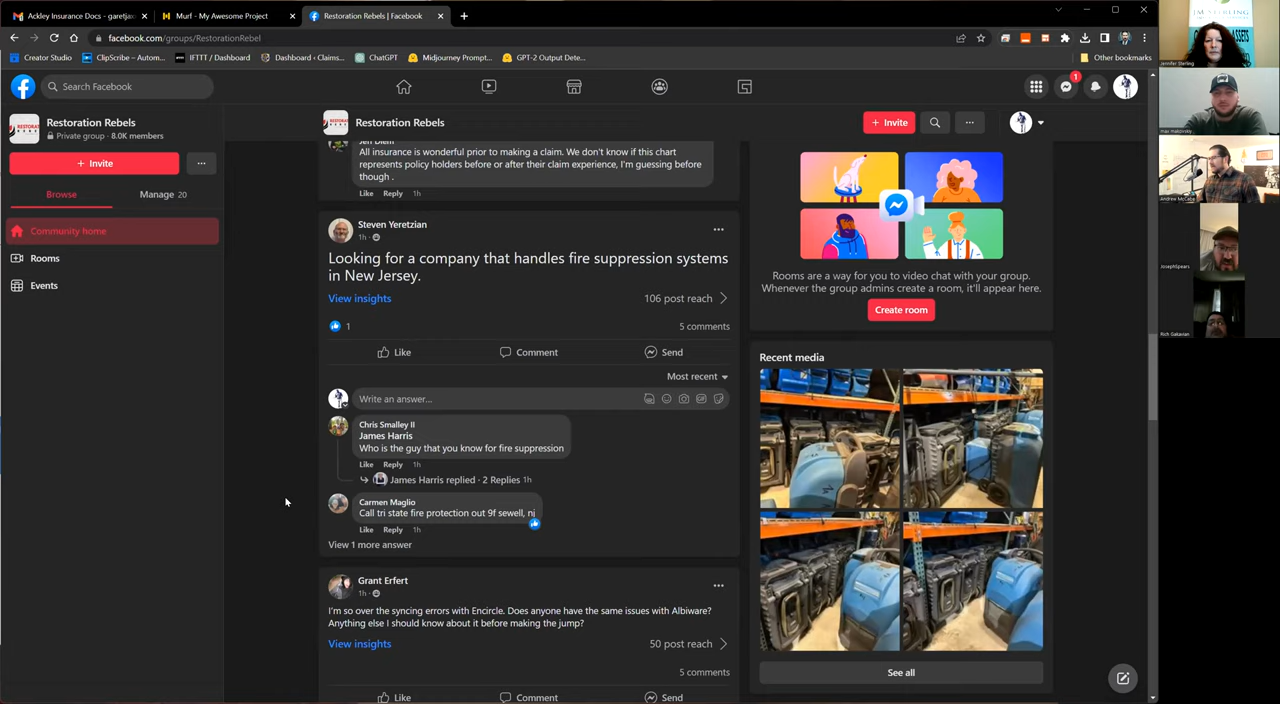 Ackley Insurance Docs - garetjax
Murf - My Awesome Project
Restoration Rebels | Facebook
facebook.com/groups/RestorationRebel
Creator Studio
ClipScribe – Autom...
IFTTT / Dashboard
Dashboard ‹ Claims...
ChatGPT
Midjourney Prompt...
GPT-2 Output Dete...
Other bookmarks
Search Facebook
1
Restoration Rebels
Private group · 8.0K members
+ Invite
Browse
Manage 20
Community home
Rooms
Events
Restoration Rebels
+ Invite
All insurance is wonderful prior to making a claim. We don't know if this chart
represents policy holders before or after their claim experience, I'm guessing before
though .
Like Reply 1h
Steven Yeretzian
1h ·
Looking for a company that handles fire suppression systems
in New Jersey.
View insights
106 post reach
1
5 comments
Like
Comment
Send
Most recent
Write an answer...
GIF
Chris Smalley II
James Harris
Who is the guy that you know for fire suppression
Like Reply 1h
James Harris replied · 2 Replies 1h
Carmen Maglio
Call tri state fire protection out 9f sewell, nj
Like Reply 1h
View 1 more answer
Grant Erfert
1h ·
I'm so over the syncing errors with Encircle. Does anyone have the same issues with Albiware?
Anything else I should know about it before making the jump?
View insights
50 post reach
5 comments
Like
Comment
Send
Rooms are a way for you to video chat with your group.
Whenever the group admins create a room, it'll appear here.
Create room
Recent media
See all
Jennifer Sterling
max makovskiy
Andrew McCabe
JosephSpears
Rich Gakavian